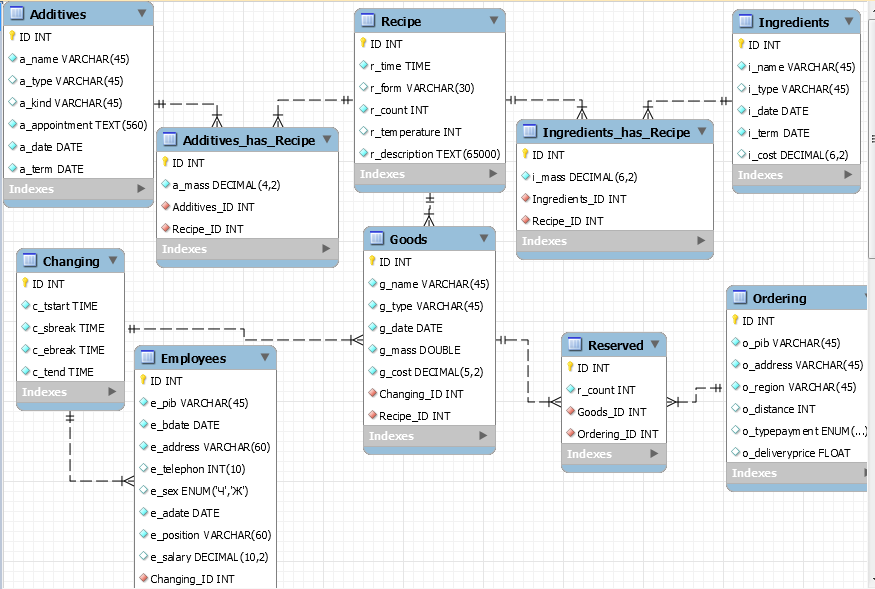 Additives
ID INT
a_name VARCHAR(45)
a_type VARCHAR(45)
a_kind VARCHAR(45)
a_appointment TEXT(560)
a_date DATE
a_term DATE
Indexes
Recipe
ID INT
r_time TIME
r_form VARCHAR(30)
r_count INT
r_temperature INT
r_description TEXT(65000)
Indexes
Ingredients
ID INT
i_name VARCHAR(45)
i_type VARCHAR(45)
i_date DATE
i_term DATE
i_cost DECIMAL(6,2)
Indexes
Additives_has_Recipe
ID INT
a_mass DECIMAL(4,2)
Additives_ID INT
Recipe_ID INT
Indexes
Ingredients_has_Recipe
ID INT
i_mass DECIMAL(6,2)
Ingredients_ID INT
Recipe_ID INT
Indexes
Changing
ID INT
c_tstart TIME
c_sbreak TIME
c_ebreak TIME
c_tend TIME
Indexes
Goods
ID INT
g_name VARCHAR(45)
g_type VARCHAR(45)
g_date DATE
g_mass DOUBLE
g_cost DECIMAL(5,2)
Changing_ID INT
Recipe_ID INT
Indexes
Ordering
ID INT
o_pib VARCHAR(45)
o_address VARCHAR(45)
o_region VARCHAR(45)
o_distance INT
o_typepayment ENUM(...)
o_deliveryprice FLOAT
Indexes
Reserved
ID INT
r_count INT
Goods_ID INT
Ordering_ID INT
Indexes
Employees
ID INT
e_pib VARCHAR(45)
e_bdate DATE
e_address VARCHAR(60)
e_telephon INT(10)
e_sex ENUM('Ч','Ж')
e_adate DATE
e_position VARCHAR(60)
e_salary DECIMAL(10,2)
Changing_ID INT